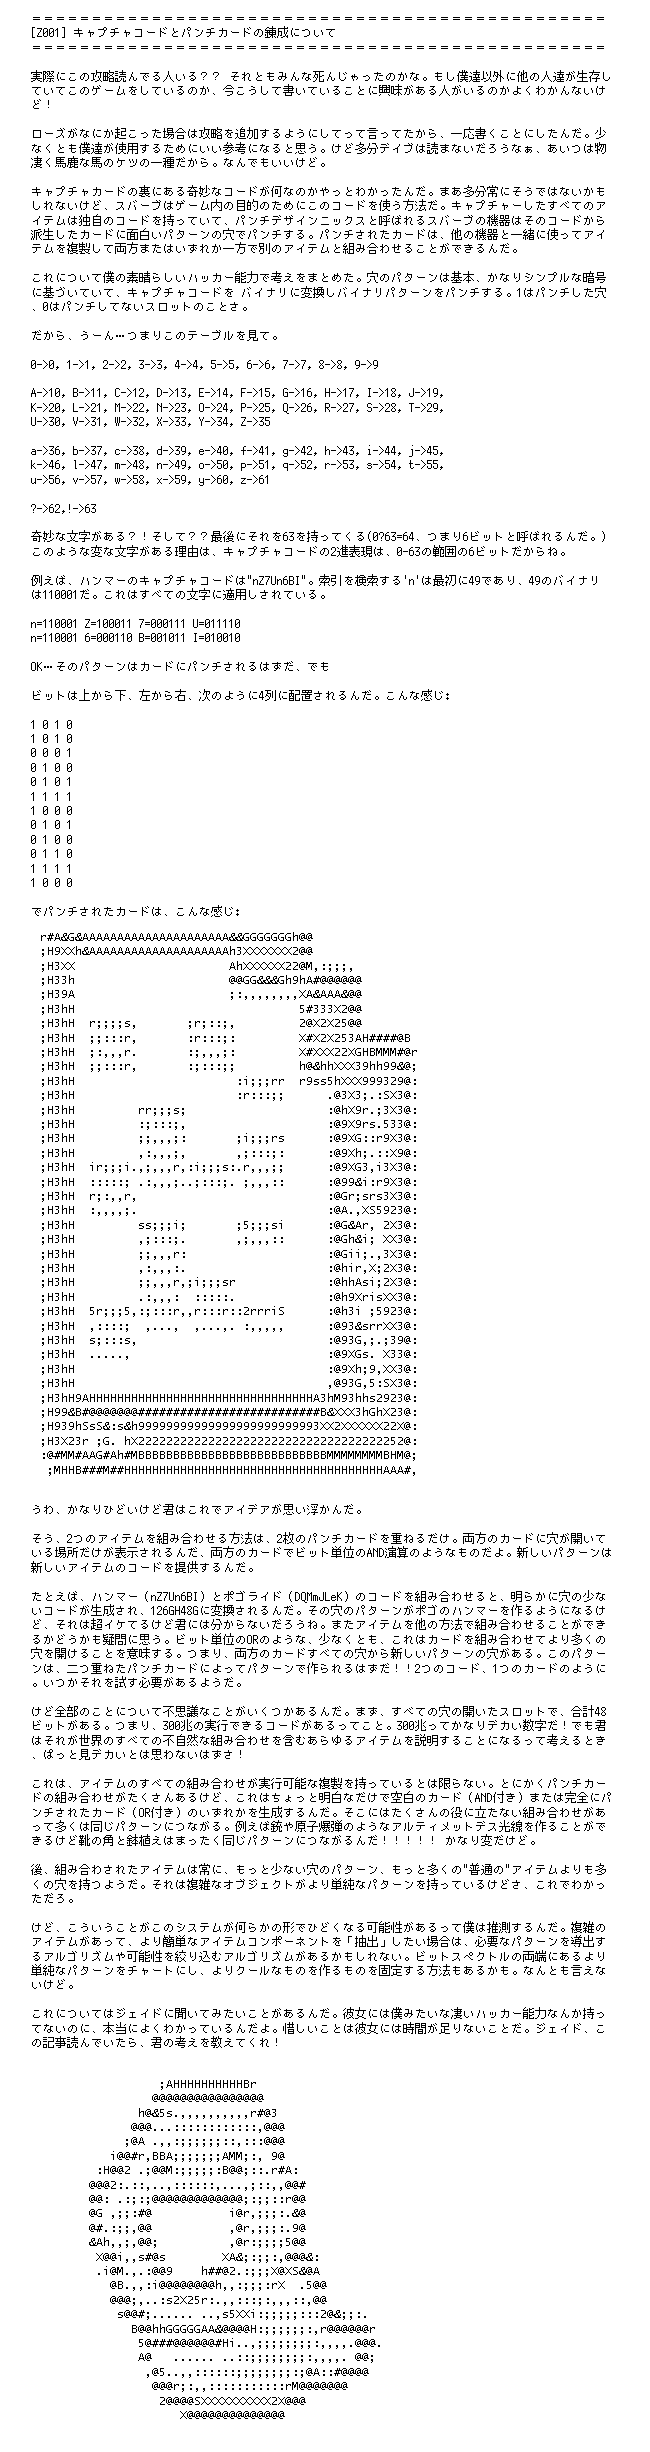 ＝＝＝＝＝＝＝＝＝＝＝＝＝＝＝＝＝＝＝＝＝＝＝＝＝＝＝＝＝＝＝＝＝＝＝＝＝＝＝＝＝＝＝＝＝＝＝＝
[Z001] キャプチャコードとパンチカードの錬成について
＝＝＝＝＝＝＝＝＝＝＝＝＝＝＝＝＝＝＝＝＝＝＝＝＝＝＝＝＝＝＝＝＝＝＝＝＝＝＝＝＝＝＝＝＝＝＝＝
実際にこの攻略読んでる人いる？？ それともみんな死んじゃったのかな。もし僕達以外に他の人達が生存し
ていてこのゲームをしているのか、今こうして書いていることに興味がある人がいるのかよくわかんないけ
ど！
ローズがなにか起こった場合は攻略を追加するようにしてって言ってたから、一応書くことにしたんだ。少
なくとも僕達が使用するためにいい参考になると思う。けど多分デイブは読まないだろうなぁ、あいつは物
凄く馬鹿な馬のケツの一種だから。なんでもいいけど。
キャプチャカードの裏にある奇妙なコードが何なのかやっとわかったんだ。まあ多分常にそうではないかも
しれないけど、スバーブはゲーム内の目的のためにこのコードを使う方法だ。キャプチャーしたすべてのア
イテムは独自のコードを持っていて、パンチデザインニックスと呼ばれるスバーブの機器はそのコードから
派生したカードに面白いパターンの穴でパンチする。パンチされたカードは、他の機器と一緒に使ってアイ
テムを複製して両方またはいずれか一方で別のアイテムと組み合わせることができるんだ。
これについて僕の素晴らしいハッカー能力で考えをまとめた。穴のパターンは基本、かなりシンプルな暗号
に基づいていて、キャプチャコードを バイナリに変換しバイナリパターンをパンチする。1はパンチした穴
、0はパンチしてないスロットのことさ。
だから、うーん…つまりこのテーブルを見て。
0->0, 1->1, 2->2, 3->3, 4->4, 5->5, 6->6, 7->7, 8->8, 9->9
A->10, B->11, C->12, D->13, E->14, F->15, G->16, H->17, I->18, J->19,
K->20, L->21, M->22, N->23, O->24, P->25, Q->26, R->27, S->28, T->29,
U->30, V->31, W->32, X->33, Y->34, Z->35
a->36, b->37, c->38, d->39, e->40, f->41, g->42, h->43, i->44, j->45,
k->46, l->47, m->48, n->49, o->50, p->51, q->52, r->53, s->54, t->55,
u->56, v->57, w->58, x->59, y->60, z->61
?->62,!->63
奇妙な文字がある？！そして？？最後にそれを63を持ってくる(0?63=64、つまり6ビットと呼ばれるんだ。)
このような変な文字がある理由は、キャプチャコードの2進表現は、0-63の範囲の6ビットだからね。
例えば、ハンマーのキャプチャコードは"nZ7Un6BI"。索引を検索する'n'は最初に49であり、49のバイナリ
は110001だ。これはすべての文字に適用しされている。
n=110001 Z=100011 7=000111 U=011110
n=110001 6=000110 B=001011 I=010010
OK…そのパターンはカードにパンチされるはずだ、でも
ビットは上から下、左から右、次のように4列に配置されるんだ。こんな感じ:
1 0 1 0
1 0 1 0
0 0 0 1
0 1 0 0
0 1 0 1
1 1 1 1
1 0 0 0
0 1 0 1
0 1 0 0
0 1 1 0
1 1 1 1
1 0 0 0
でパンチされたカードは、こんな感じ:
うわ、かなりひどいけど君はこれでアイデアが思い浮かんだ。
そう、2つのアイテムを組み合わせる方法は、2枚のパンチカードを重ねるだけ。両方のカードに穴が開いて
いる場所だけが表示されるんだ、両方のカードでビット単位のAND演算のようなものだよ。新しいパターンは
新しいアイテムのコードを提供するんだ。
たとえば、ハンマー（nZ7Un6BI）とポゴライド（DQMmJLeK）のコードを組み合わせると、明らかに穴の少な
いコードが生成され、126GH48Gに変換されるんだ。その穴のパターンがポゴのハンマーを作るようになるけ
ど、それは超イケてるけど君には分からないだろうね。またアイテムを他の方法で組み合わせることができ
るかどうかも疑問に思う。ビット単位のORのような、少なくとも、これはカードを組み合わせてより多くの
穴を開けることを意味する。つまり、両方のカードすべての穴から新しいパターンの穴がある。このパター
ンは、二つ重ねたパンチカードによってパターンで作られるはずだ！！2つのコード、1つのカードのように
。いつかそれを試す必要があるようだ。
けど全部のことについて不思議なことがいくつかあるんだ。まず、すべての穴の開いたスロットで、合計48
ビットがある。つまり、300兆の実行できるコードがあるってこと。300兆ってかなりデカい数字だ！でも君
はそれが世界のすべての不自然な組み合わせを含むあらゆるアイテムを説明することになるって考えるとき
、ぱっと見デカいとは思わないはずさ！
これは、アイテムのすべての組み合わせが実行可能な複製を持っているとは限らない。とにかくパンチカー
ドの組み合わせがたくさんあるけど、これはちょっと明白なだけで空白のカード（AND付き）または完全にパ
ンチされたカード（OR付き）のいずれかを生成するんだ。そこにはたくさんの役に立たない組み合わせがあ
って多くは同じパターンにつながる。例えば銃や原子爆弾のようなアルティメットデス光線を作ることがで
きるけど靴の角と鉢植えはまったく同じパターンにつながるんだ！！！！！ かなり変だけど。
後、組み合わされたアイテムは常に、もっと少ない穴のパターン、もっと多くの"普通の"アイテムよりも多
くの穴を持つようだ。それは複雑なオブジェクトがより単純なパターンを持っているけどさ、これでわかっ
ただろ。
けど、こういうことがこのシステムが何らかの形でひどくなる可能性があるって僕は推測するんだ。複雑の
アイテムがあって、より簡単なアイテムコンポーネントを「抽出」したい場合は、必要なパターンを導出す
るアルゴリズムや可能性を絞り込むアルゴリズムがあるかもしれない。ビットスペクトルの両端にあるより
単純なパターンをチャートにし、よりクールなものを作るものを固定する方法もあるかも。なんとも言えな
いけど。
これについてはジェイドに聞いてみたいことがあるんだ。彼女には僕みたいな凄いハッカー能力なんか持っ
てないのに、本当によくわかっているんだよ。惜しいことは彼女には時間が足りないことだ。ジェイド、こ
の記事読んでいたら、君の考えを教えてくれ！